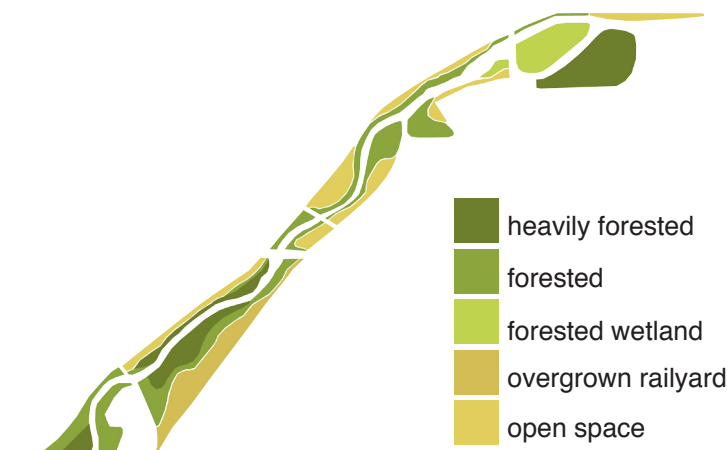 heavily forested
forested
forested wetland
overgrown railyard
open space